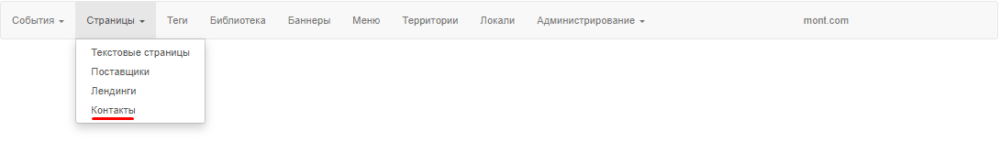 События Страницы Теги Библиотека Баннеры Меню Территории Локали Администрирование mont.com
Текстовые страницы
Поставщики
Лендинги
Контакты